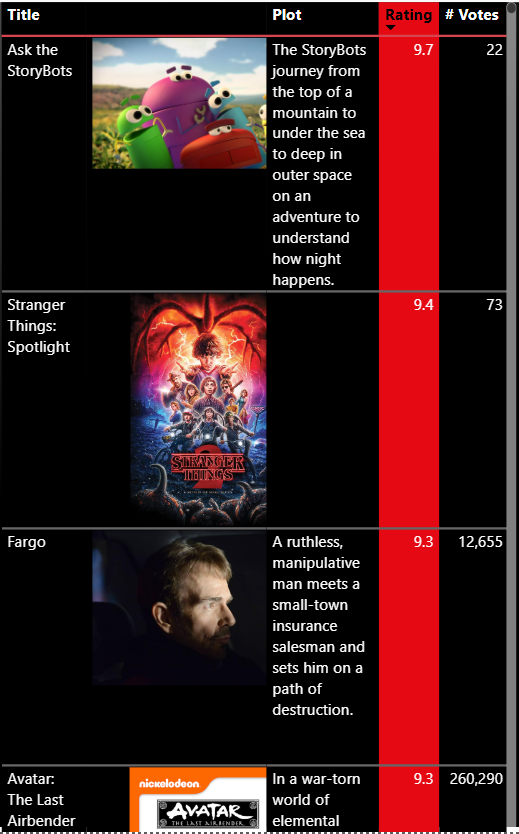 Title Plot Rating # Votes
Ask the
StoryBots
The StoryBots
journey from
the top of a
mountain to
under the sea
to deep in
outer space
on an
adventure to
understand
how night
happens.
9.7
22
Stranger
Things:
Spotlight
STRANGER
THINGS
2
9.4
73
Fargo
A ruthless,
manipulative
man meets a
small-town
insurance
salesman and
sets him on a
path of
destruction.
9.3
12,655
Avatar:
The Last
Airbender
nickelodeon
AVATAR
THE LAST AIRBENDER
In a war-torn
world of
elemental
9.3
260,290